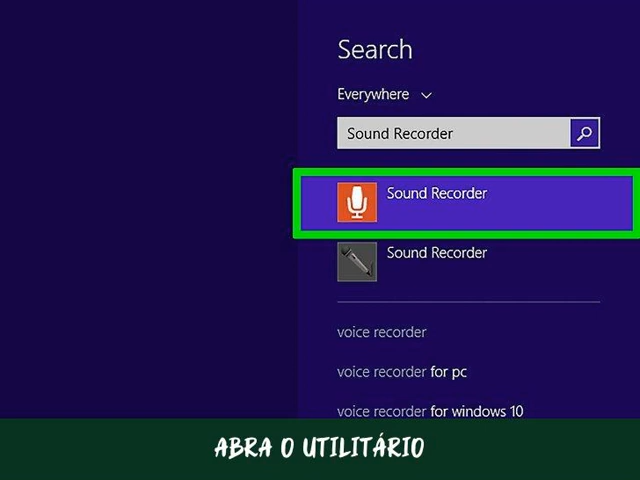 Search
Everywhere
Sound Recorder
Sound Recorder
Sound Recorder
voice recorder
voice recorder for pc
voice recorder for windows 10
ABRA O UTILITÁRIO